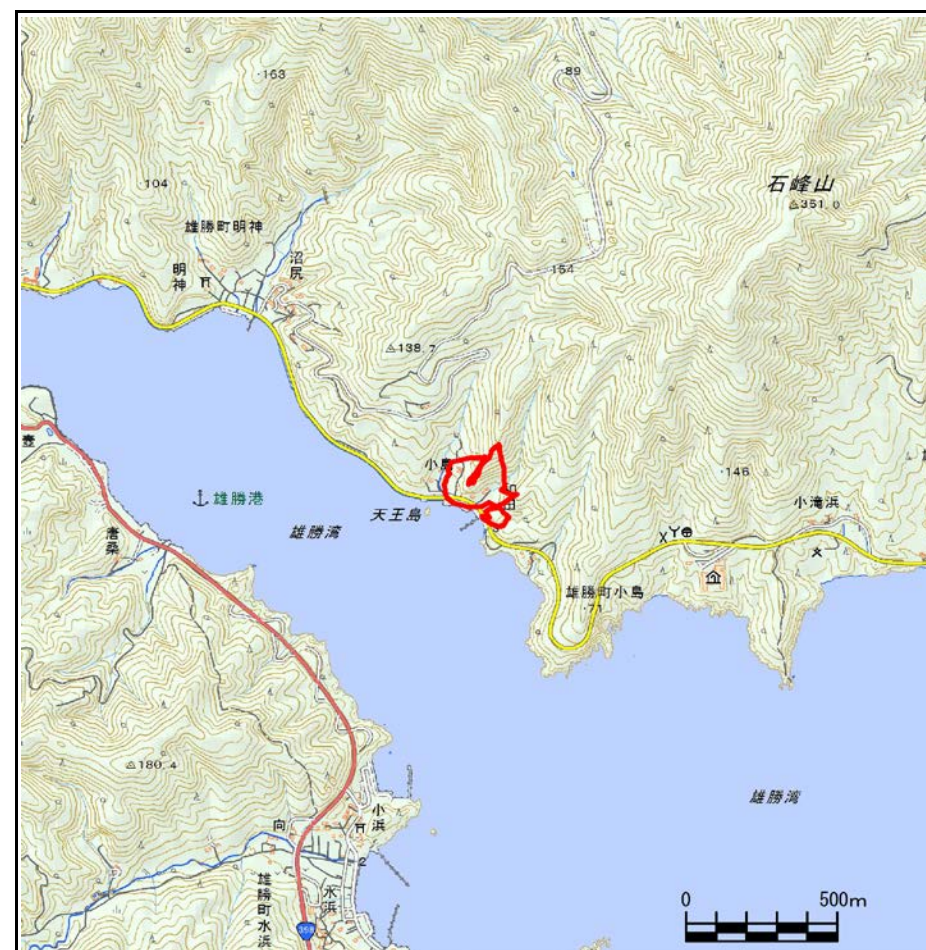 ・163
・89
・104
石峰山
△351.0
雄勝町明神
沼尻
明神
・154
△138.7
小島
和田
・146
小滝浜
雄勝港
天王島
雄勝湾
唐桑
雄勝町小島
・71
△180.4
雄勝湾
小浜
向
2
水浜
雄勝町水浜
398
0 500m